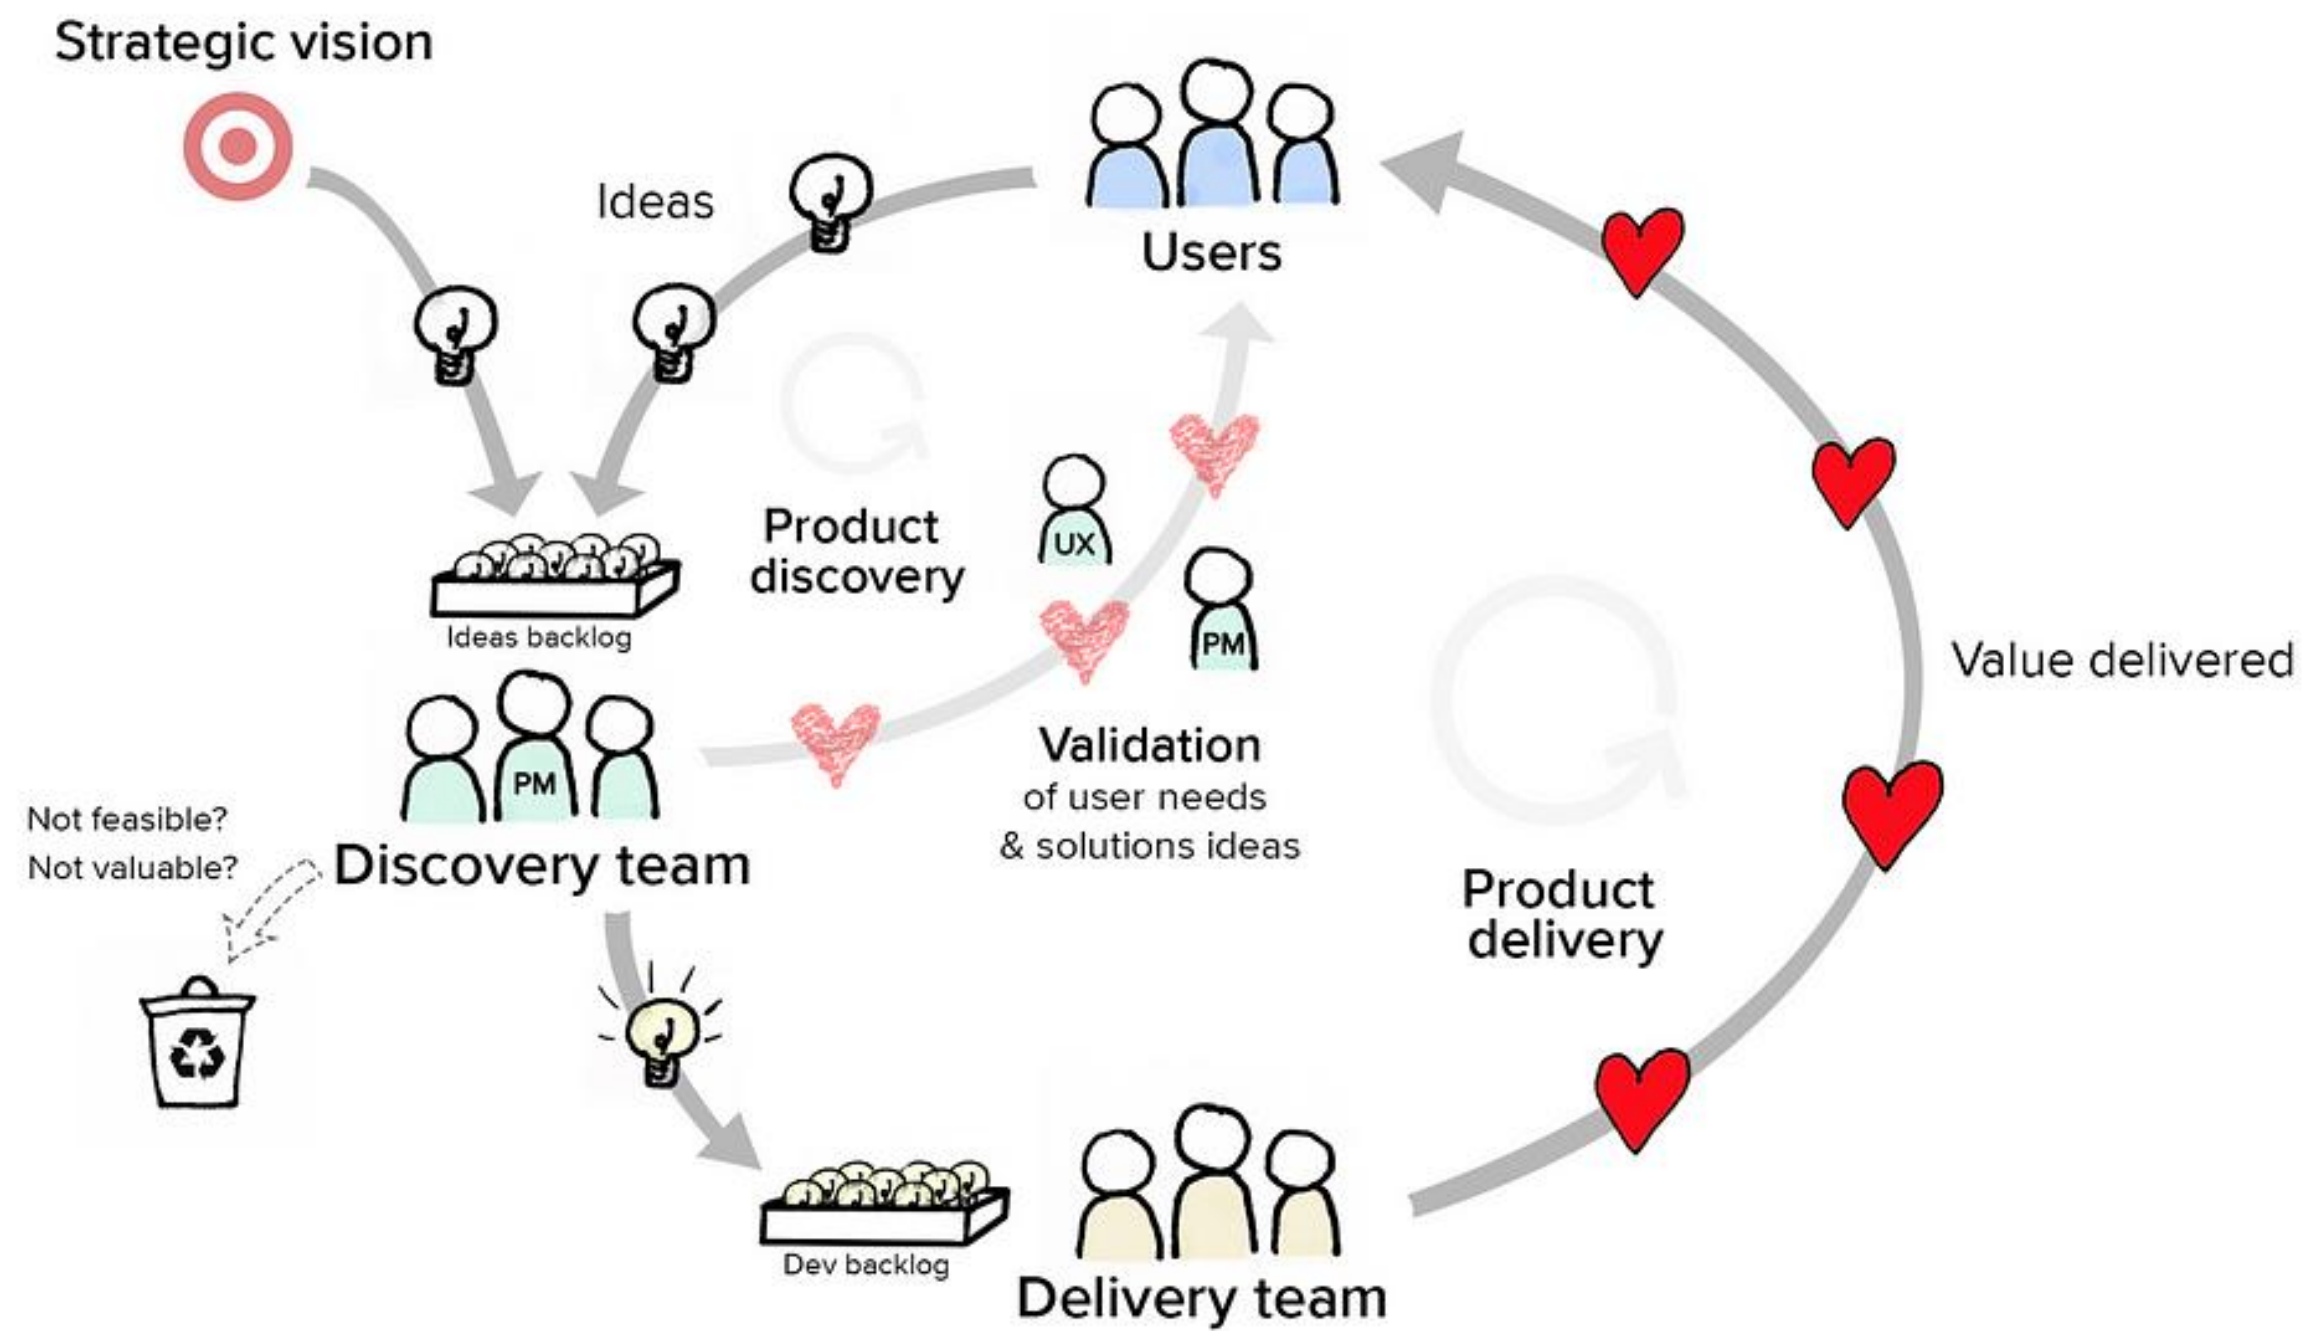 Strategic vision
Ideas
Users
Product
discovery
UX
PM
Ideas backlog
Value delivered
PM
Validation
of user needs
& solutions ideas
Not feasible?
Not valuable?
Discovery team
Product
delivery
Dev backlog
Delivery team